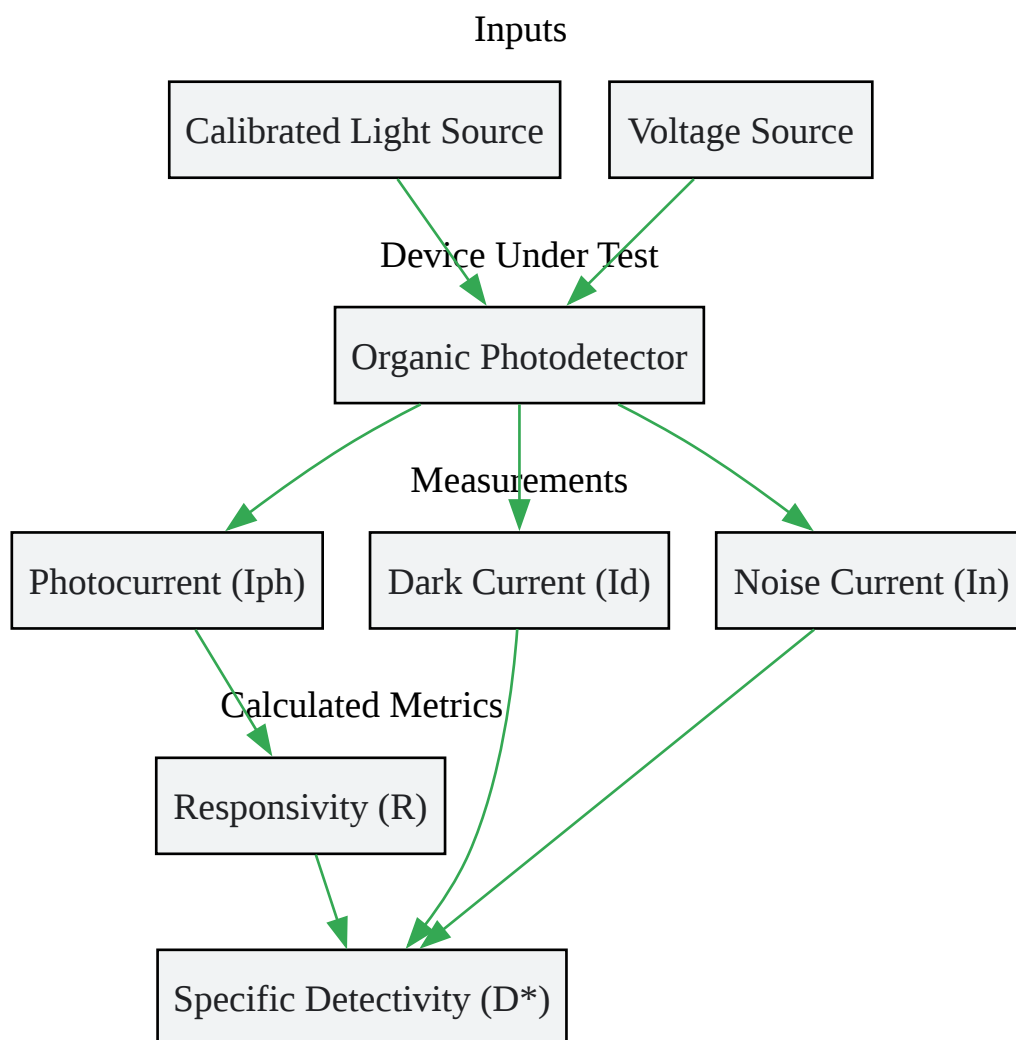 Inputs
Calibrated Light Source
Voltage Source
Device Under Test
Organic Photodetector
Measurements
Photocurrent (Iph)
Dark Current (Id)
Noise Current (In)
Calculated Metrics
Responsivity (R)
Specific Detectivity (D*)